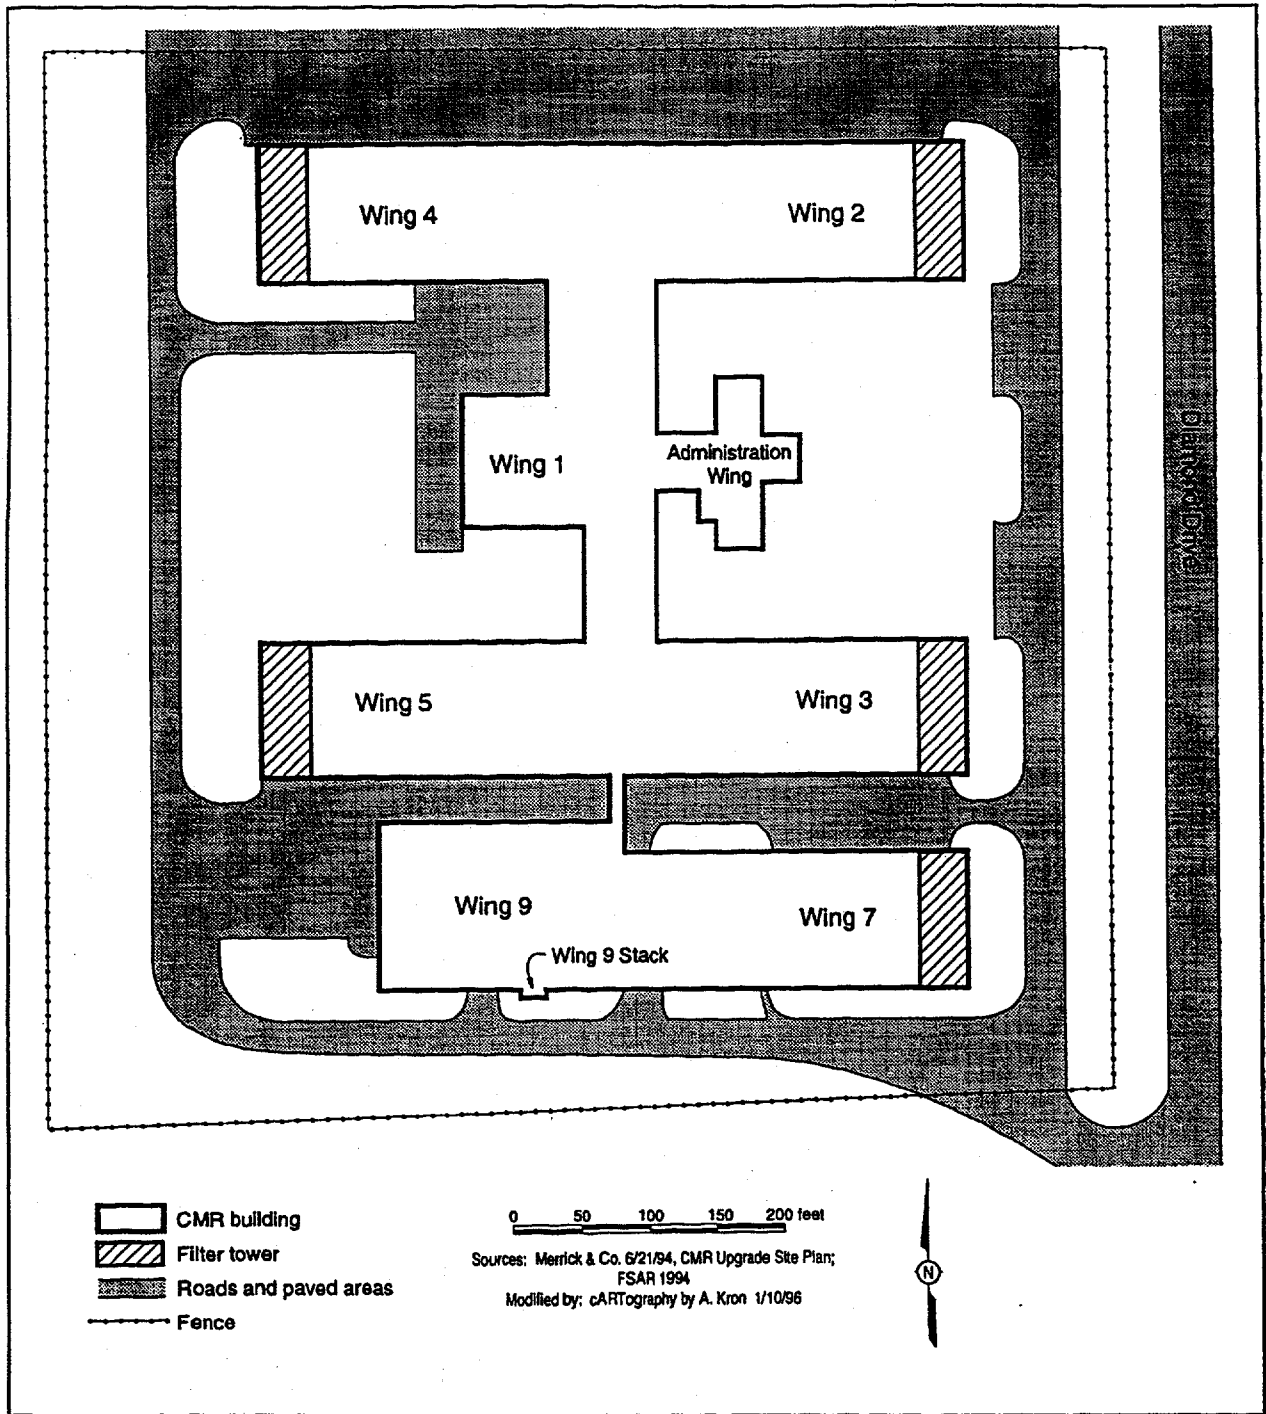 Wing 4
Wing 2
Wing 1
Administration
Wing
Diamond Drive
Wing 5
Wing 3
Wing 9
Wing 7
Wing 9 Stack
CMR building
Filter tower
Roads and paved areas
Fence
0 50 100 150 200 feet
Sources: Merrick & Co. 6/21/94, CMR Upgrade Site Plan;
FSAR 1994
Modified by: cARTography by A. Kron 1/10/96
N